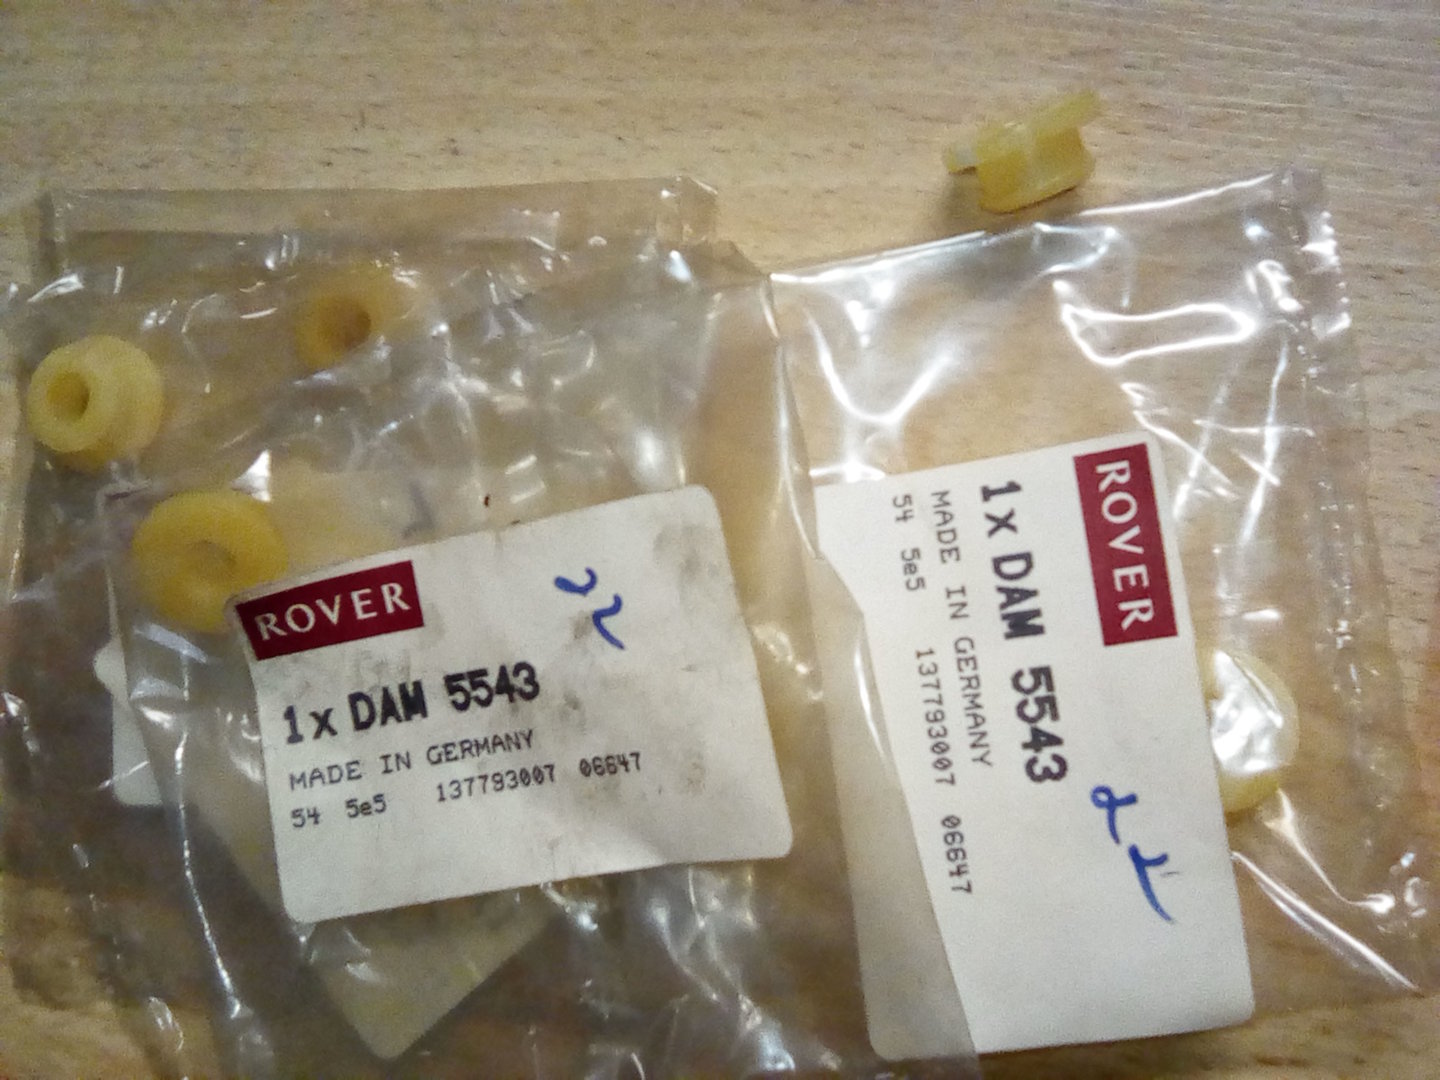 ROVER
1 x DAM 5543
MADE IN GERMANY
54 5e5 137793007 06647
ROVER
1 x DAM 5543
MADE IN GERMANY
54 5e5 137793007 06647